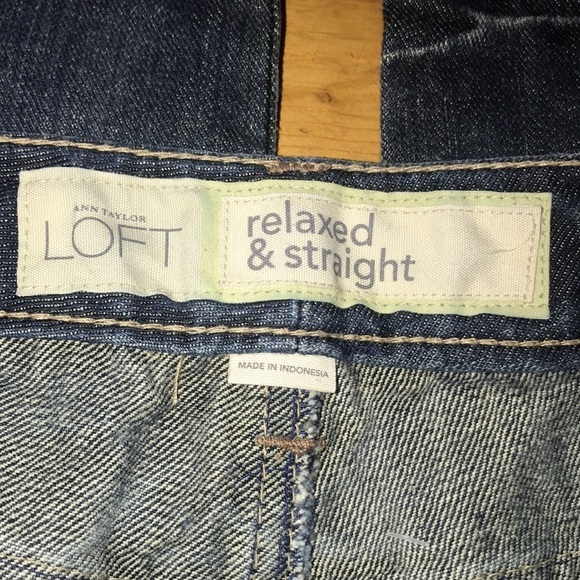 ANN TAYLOR
LOFT
relaxed
& straight
MADE IN INDONESIA